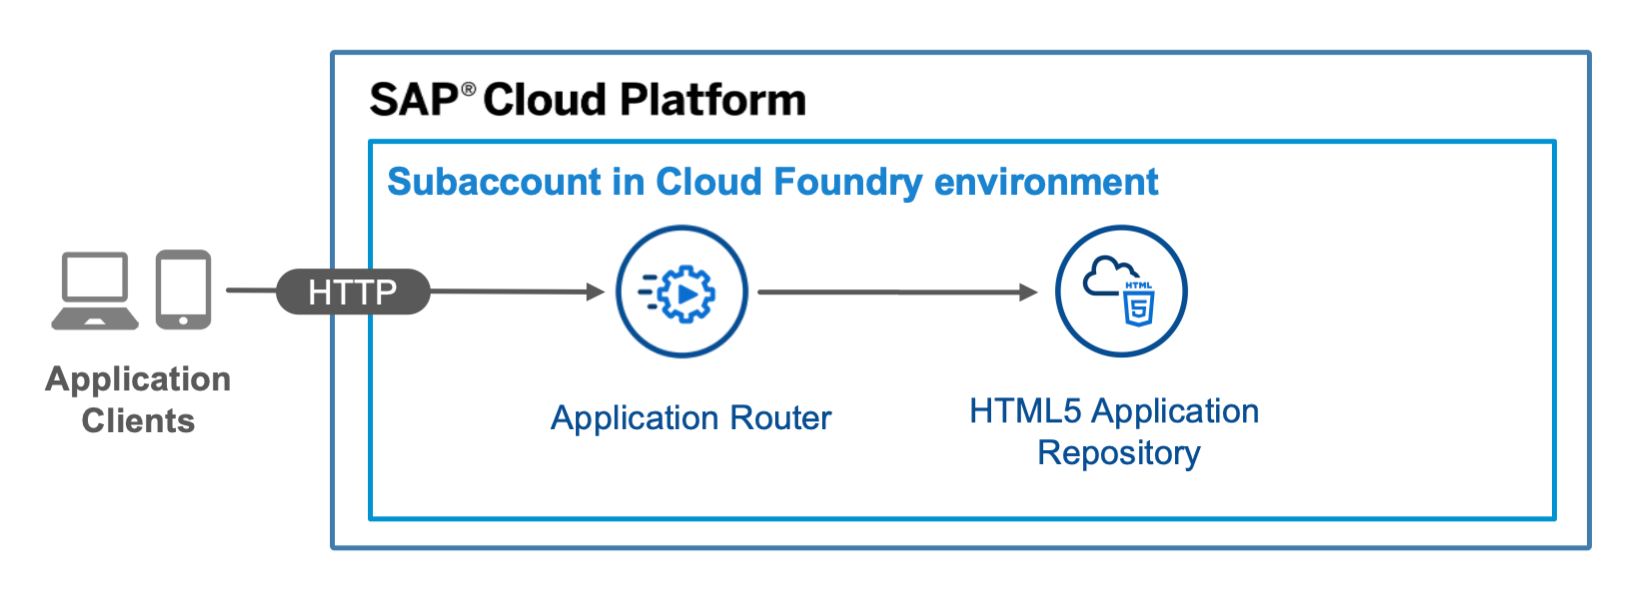 SAP® Cloud Platform
Subaccount in Cloud Foundry environment
HTTP
HTML
5
Application
Clients
Application Router
HTML5 Application
Repository